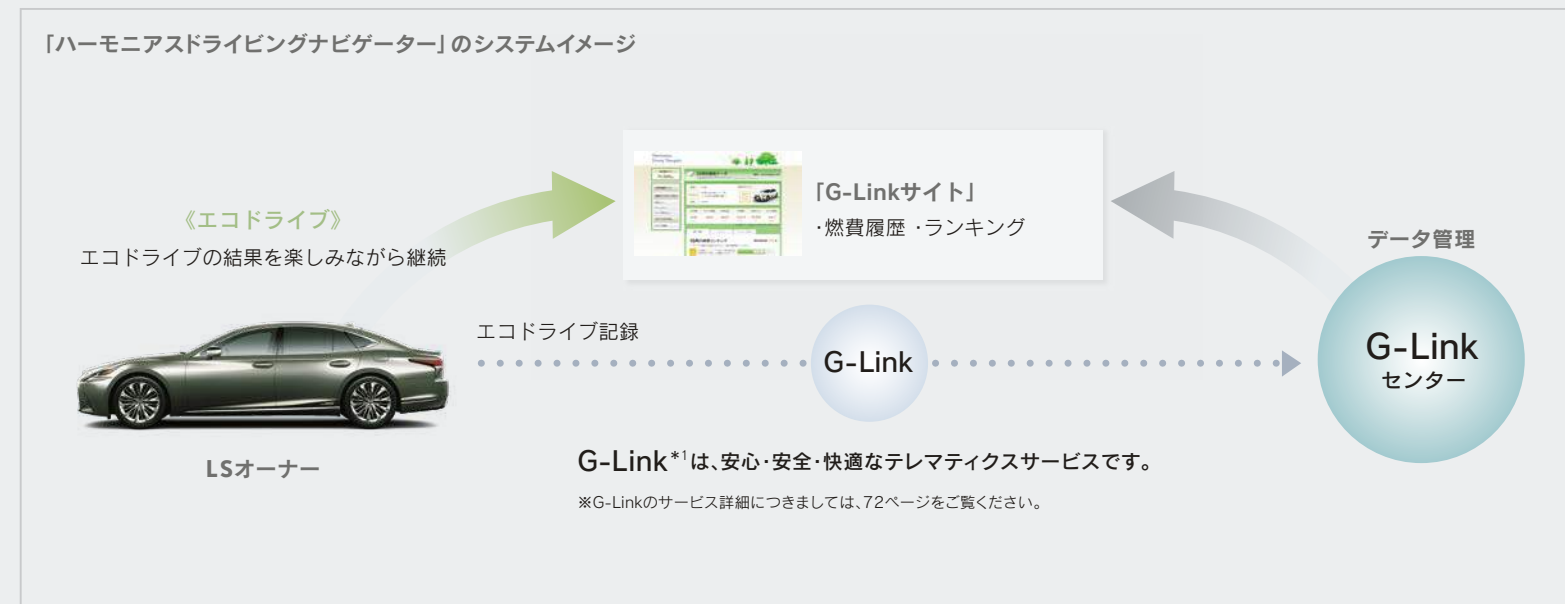 「ハーモニアスドライビングナビゲーター」のシステムイメージ
《エコドライブ》
エコドライブの結果を楽しみながら継続
「G-Linkサイト」
・燃費履歴 ・ランキング
データ管理
エコドライブ記録
G-Link
G-Link
センター
LSオーナー
G-Link*1は、安心・安全・快適なテレマティクスサービスです。
※G-Linkのサービス詳細につきましては、72ページをご覧ください。